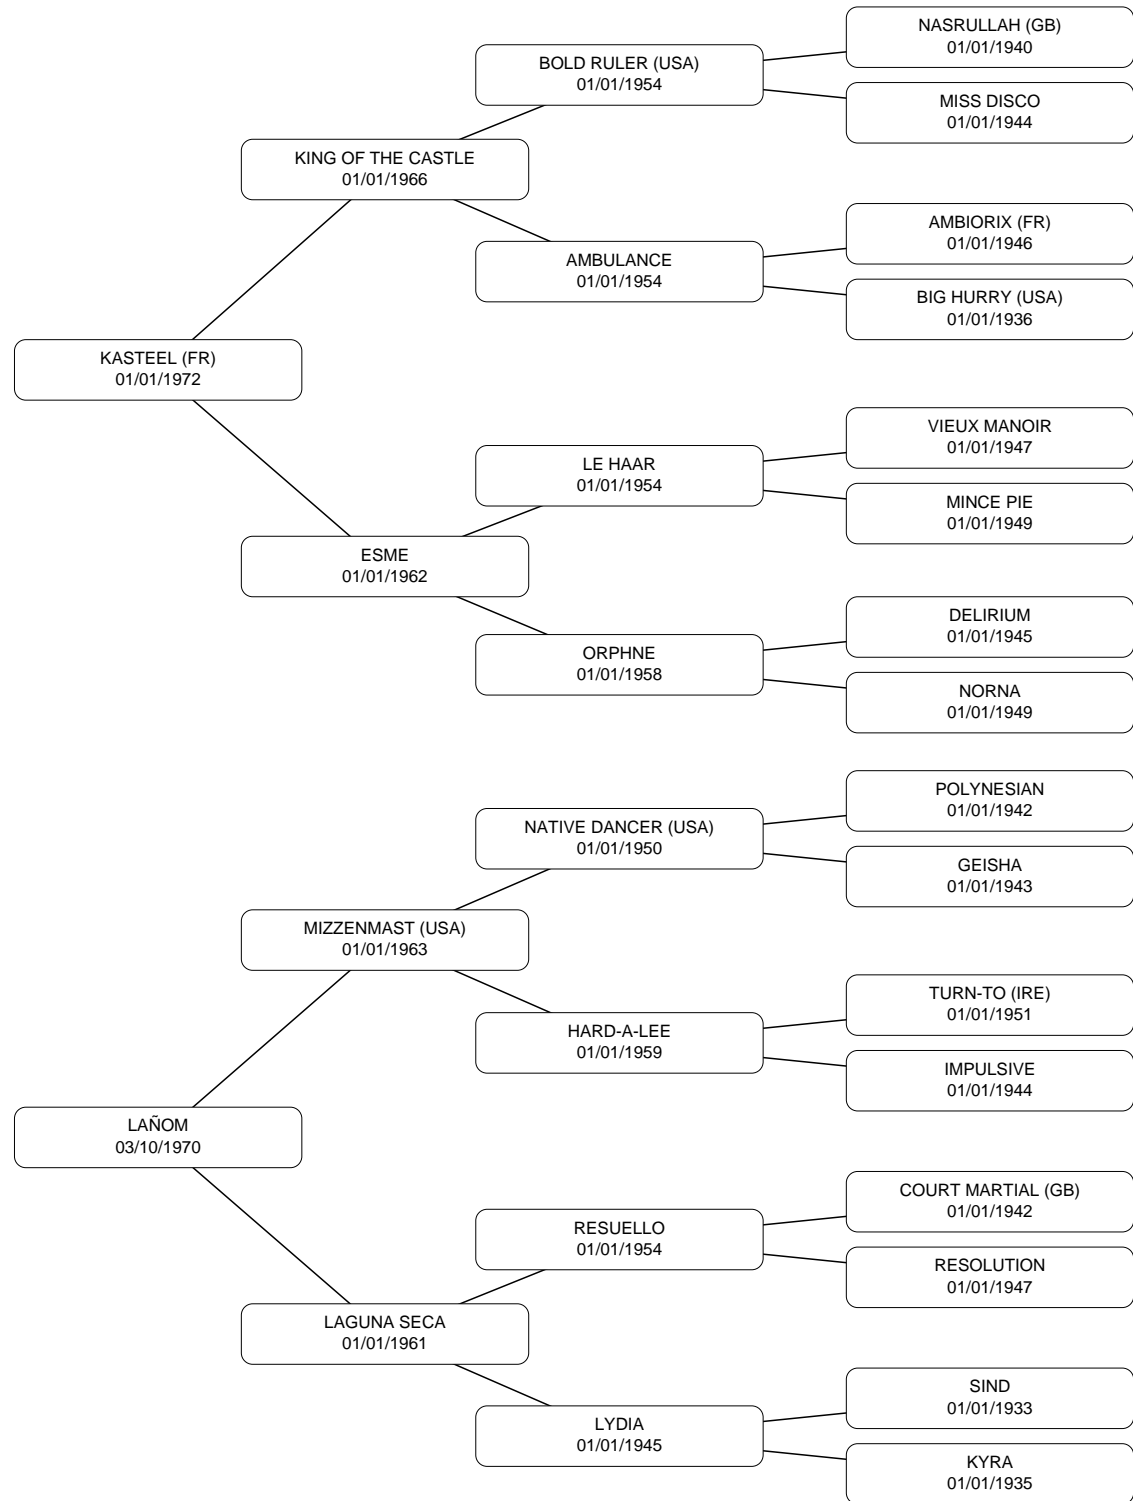 NASRULLAH (GB)
01/01/1940
BOLD RULER (USA)
01/01/1954
MISS DISCO
01/01/1944
KING OF THE CASTLE
01/01/1966
AMBIORIX (FR)
01/01/1946
AMBULANCE
01/01/1954
BIG HURRY (USA)
01/01/1936
KASTEEL (FR)
01/01/1972
VIEUX MANOIR
01/01/1947
LE HAAR
01/01/1954
MINCE PIE
01/01/1949
ESME
01/01/1962
DELIRIUM
01/01/1945
ORPHNE
01/01/1958
NORNA
01/01/1949
POLYNESIAN
01/01/1942
NATIVE DANCER (USA)
01/01/1950
GEISHA
01/01/1943
MIZZENMAST (USA)
01/01/1963
TURN-TO (IRE)
01/01/1951
HARD-A-LEE
01/01/1959
IMPULSIVE
01/01/1944
LAÑOM
03/10/1970
COURT MARTIAL (GB)
01/01/1942
RESUELLO
01/01/1954
RESOLUTION
01/01/1947
LAGUNA SECA
01/01/1961
SIND
01/01/1933
LYDIA
01/01/1945
KYRA
01/01/1935